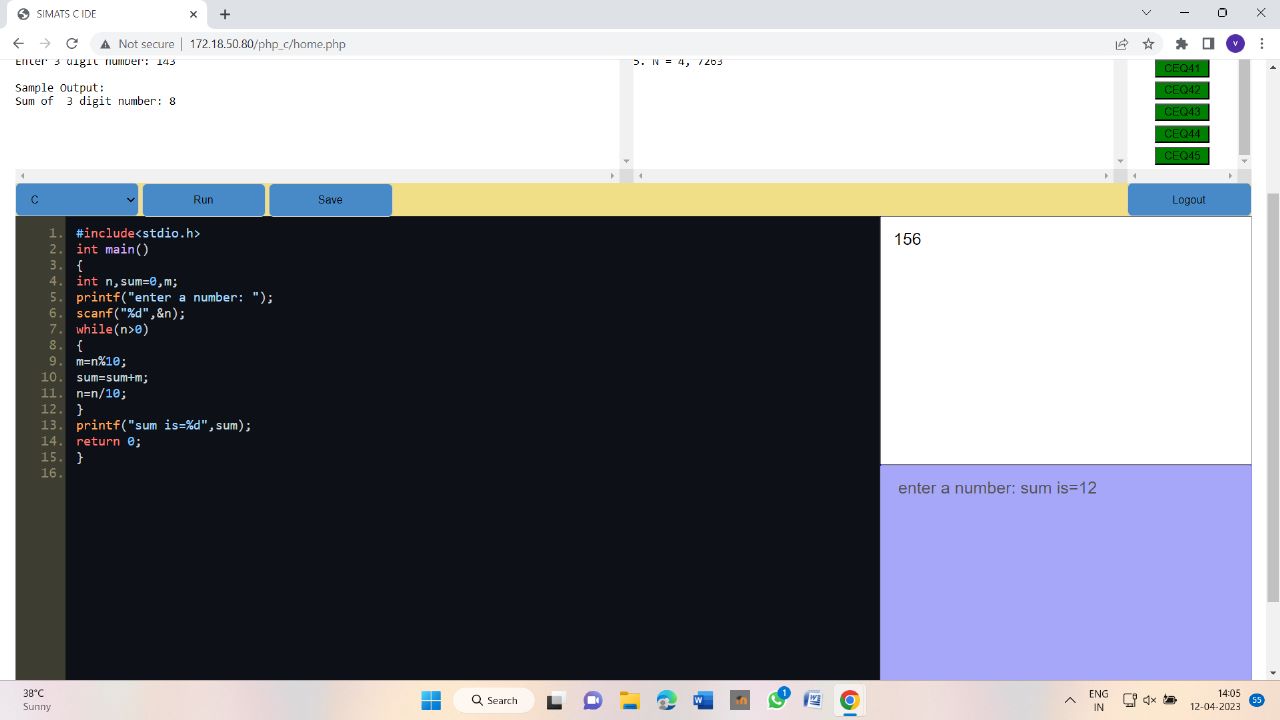 SIMATS C IDE
Not secure | 172.18.50.80/php_c/home.php
V
Enter 3 digit number: 143
Sample Output:
Sum of  3 digit number: 8
5. N = 4, 7263
CEQ41
CEQ42
CEQ43
CEQ44
CEQ45
C
Run
Save
Logout
1. #include<stdio.h>
2. int main()
3. {
4. int n,sum=0,m;
5. printf("enter a number: ");
6. scanf("%d",&n);
7. while(n>0)
8. {
9. m=n%10;
10. sum=sum+m;
11. n=n/10;
12. }
13. printf("sum is=%d",sum);
14. return 0;
15. }
16.
156
enter a number: sum is=12
38°C
Sunny
Search
1
ENG
IN
14:05
12-04-2023
55